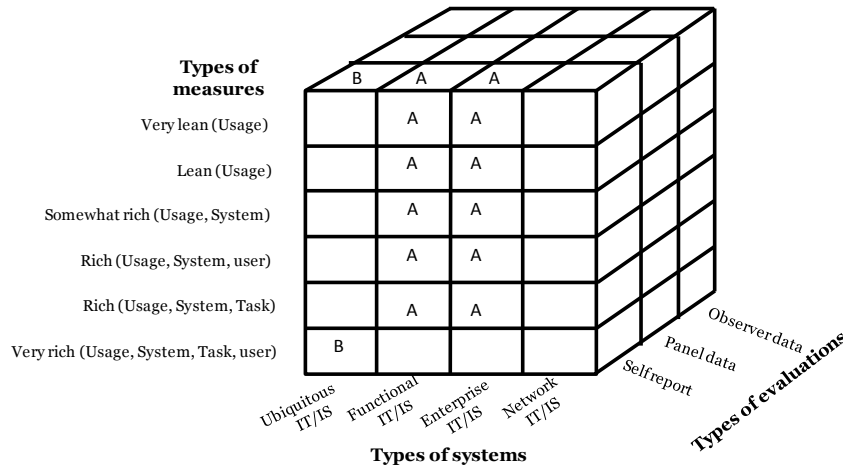 Types of
measures
B A A
Very lean (Usage) A A
Lean (Usage) A A
Somewhat rich (Usage, System) A A
Rich (Usage, System, user) A A
Rich (Usage, System, Task) A A
Very rich (Usage, System, Task, user) B
Ubiquitous
IT/IS
Functional
IT/IS
Enterprise
IT/IS
Network
IT/IS
Types of systems
Self report
Panel data
Observer data
Types of evaluations